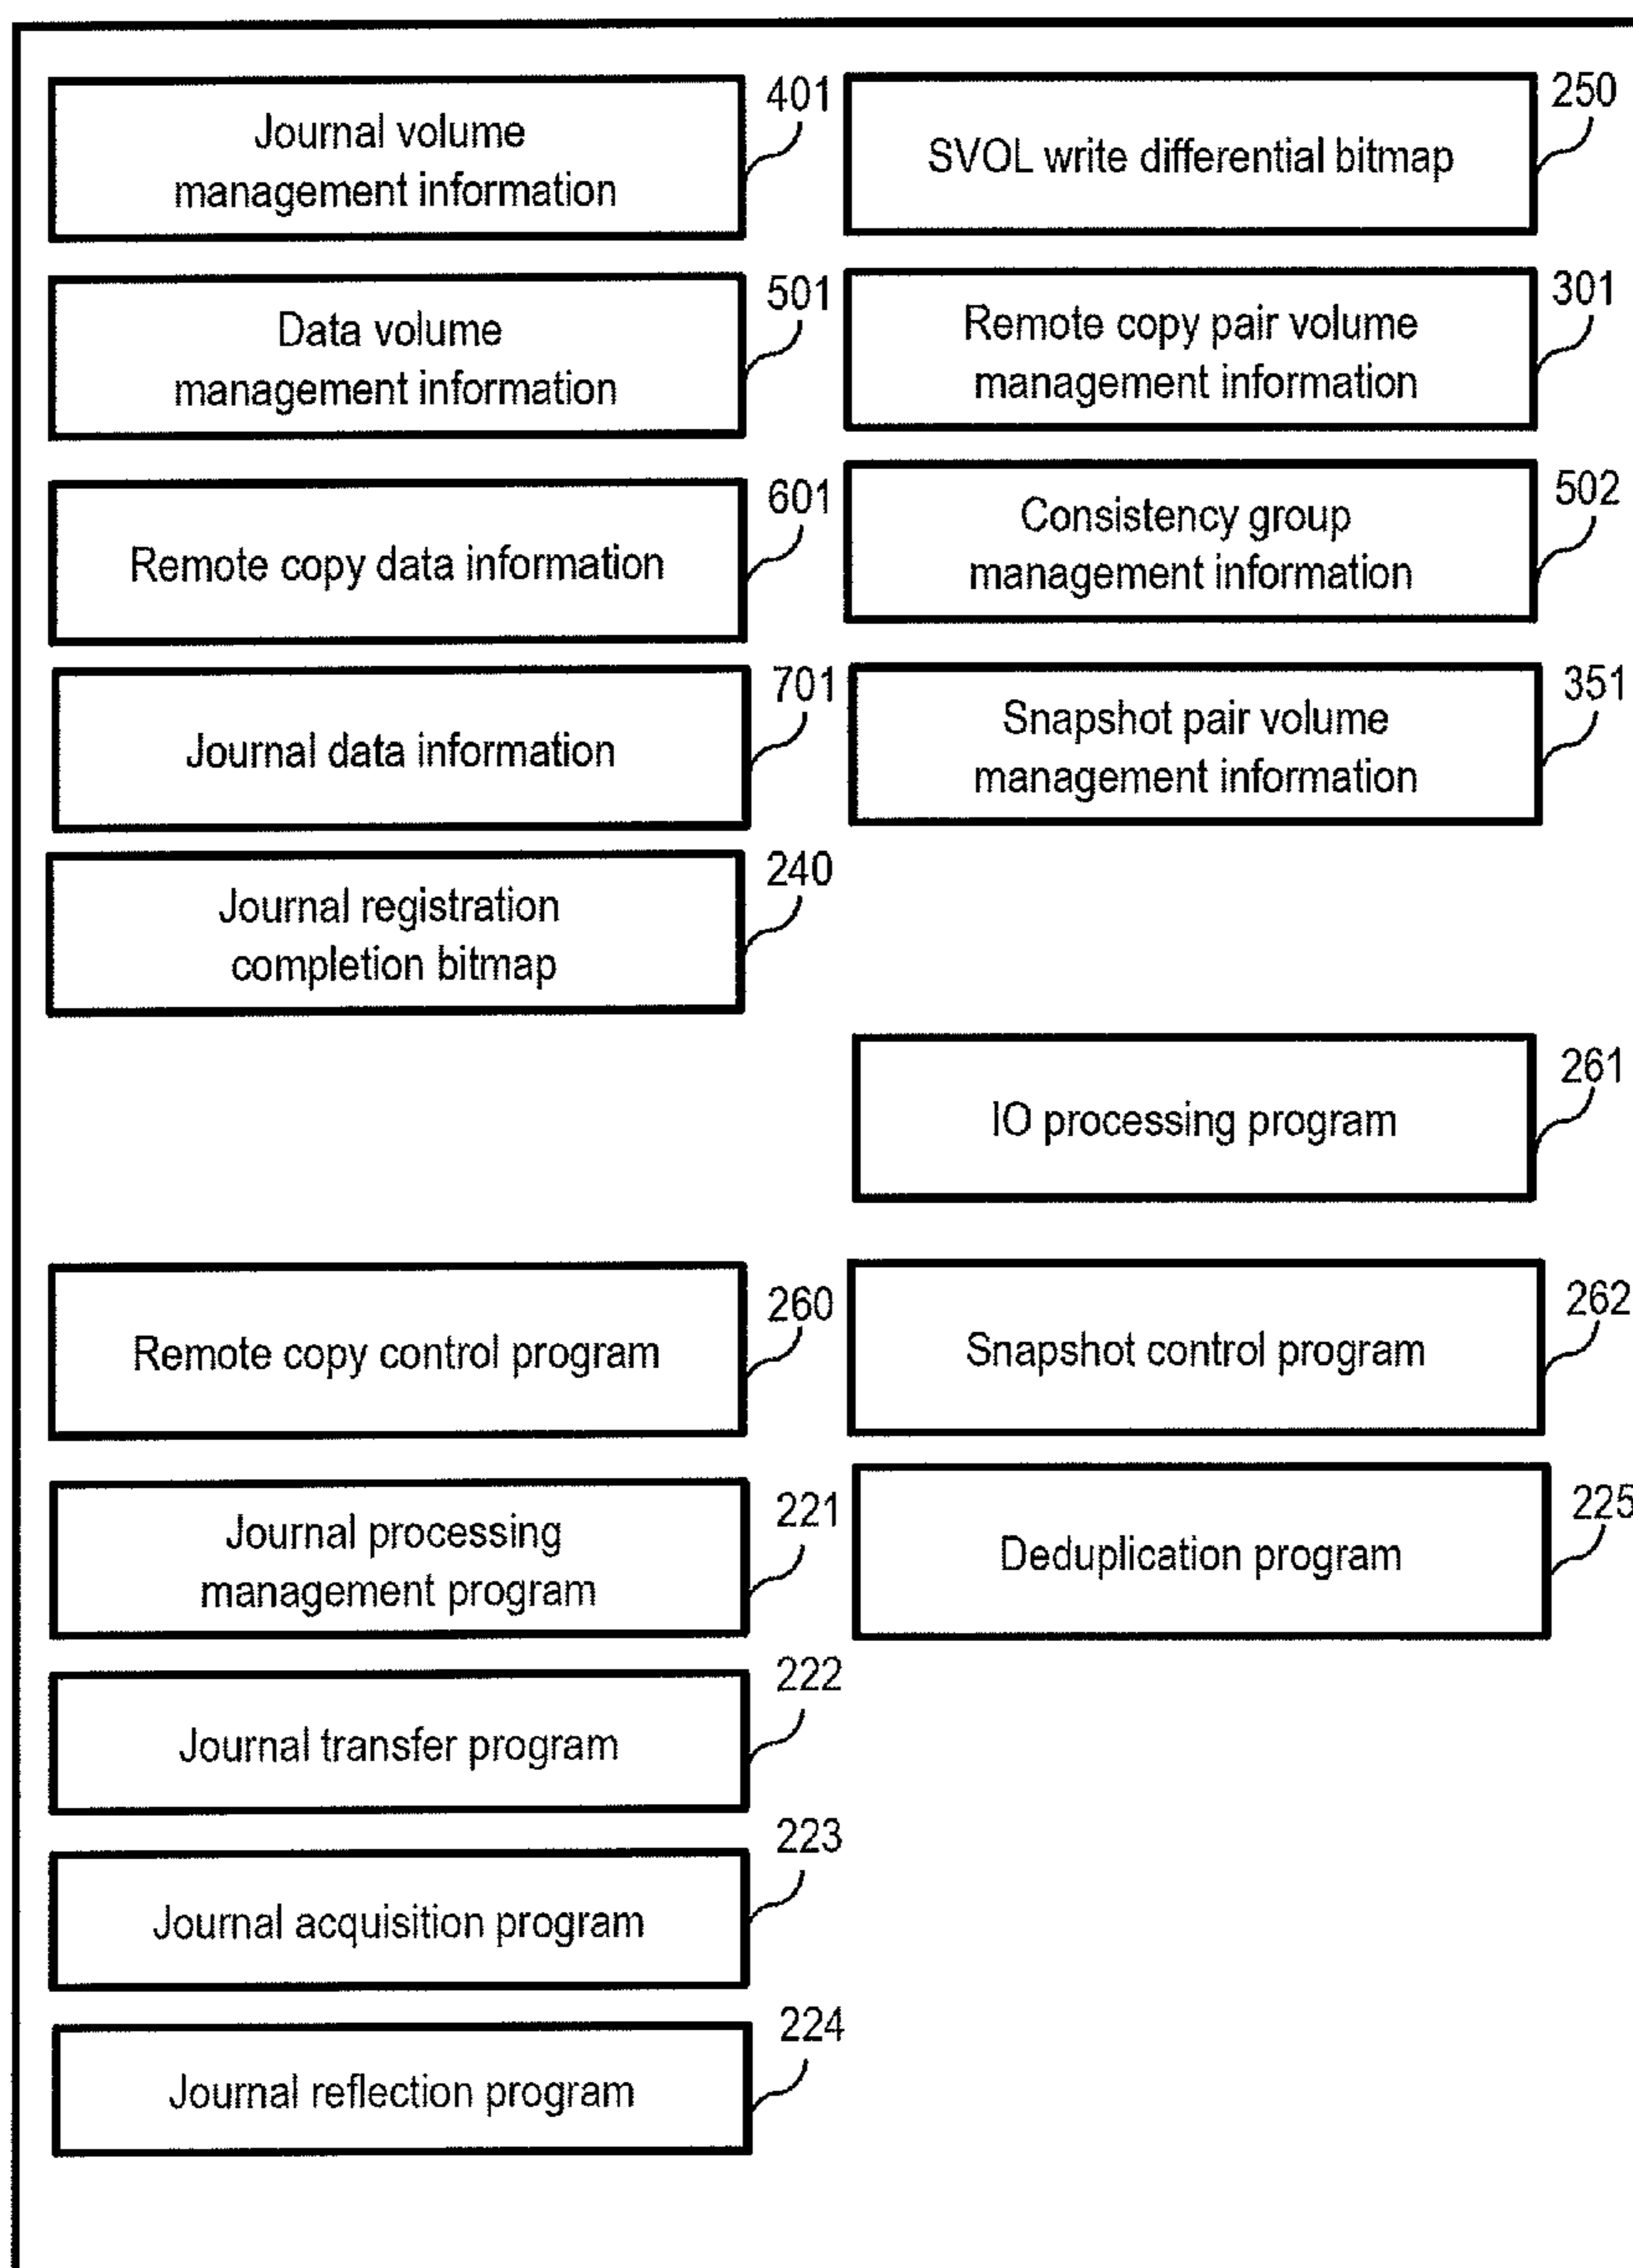 Journal volume
management information
401
SVOL write differential bitmap
250
Data volume
management information
501
Remote copy pair volume
management information
301
Remote copy data information
601
Consistency group
management information
502
Journal data information
701
Snapshot pair volume
management information
351
Journal registration
completion bitmap
240
IO processing program
261
Remote copy control program
260
Snapshot control program
262
Journal processing
management program
221
Deduplication program
225
Journal transfer program
222
Journal acquisition program
223
Journal reflection program
224